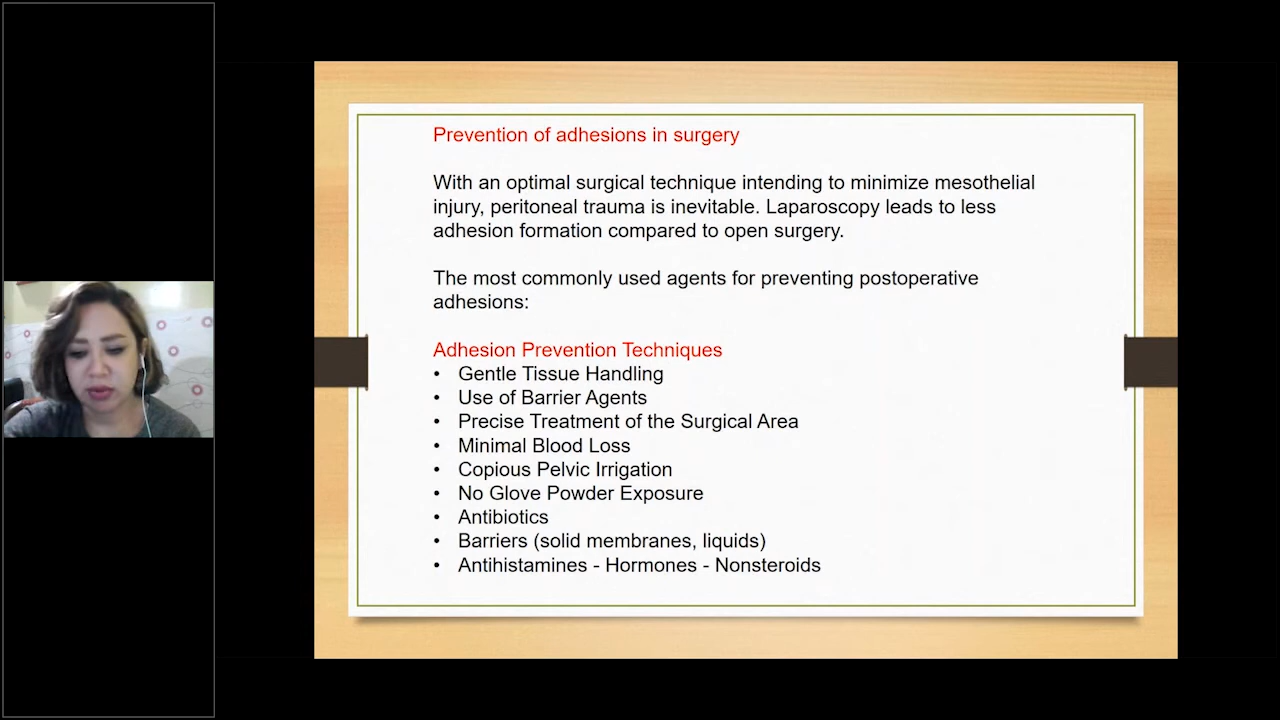 Prevention of adhesions in surgery
With an optimal surgical technique intending to minimize mesothelial
injury, peritoneal trauma is inevitable. Laparoscopy leads to less
adhesion formation compared to open surgery.
The most commonly used agents for preventing postoperative
adhesions:
Adhesion Prevention Techniques
• Gentle Tissue Handling
• Use of Barrier Agents
• Precise Treatment of the Surgical Area
• Minimal Blood Loss
• Copious Pelvic Irrigation
• No Glove Powder Exposure
• Antibiotics
• Barriers (solid membranes, liquids)
• Antihistamines - Hormones - Nonsteroids